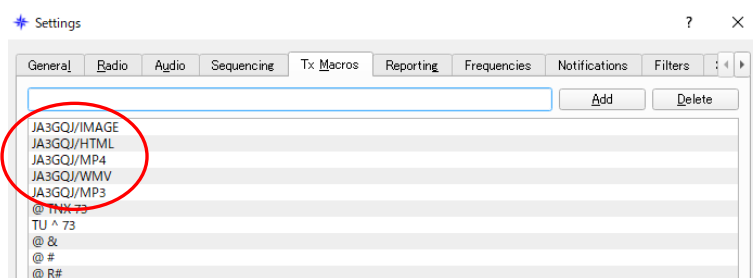 Settings ? ×
General Radio Audio Sequencing Tx Macros Reporting Frequencies Notifications Filters
Add Delete
JA3GQJ/IMAGE
JA3GQJ/HTML
JA3GQJ/MP4
JA3GQJ/WMV
JA3GQJ/MP3
@ TNX 73
TU ^ 73
@ &
@ #
@ R#